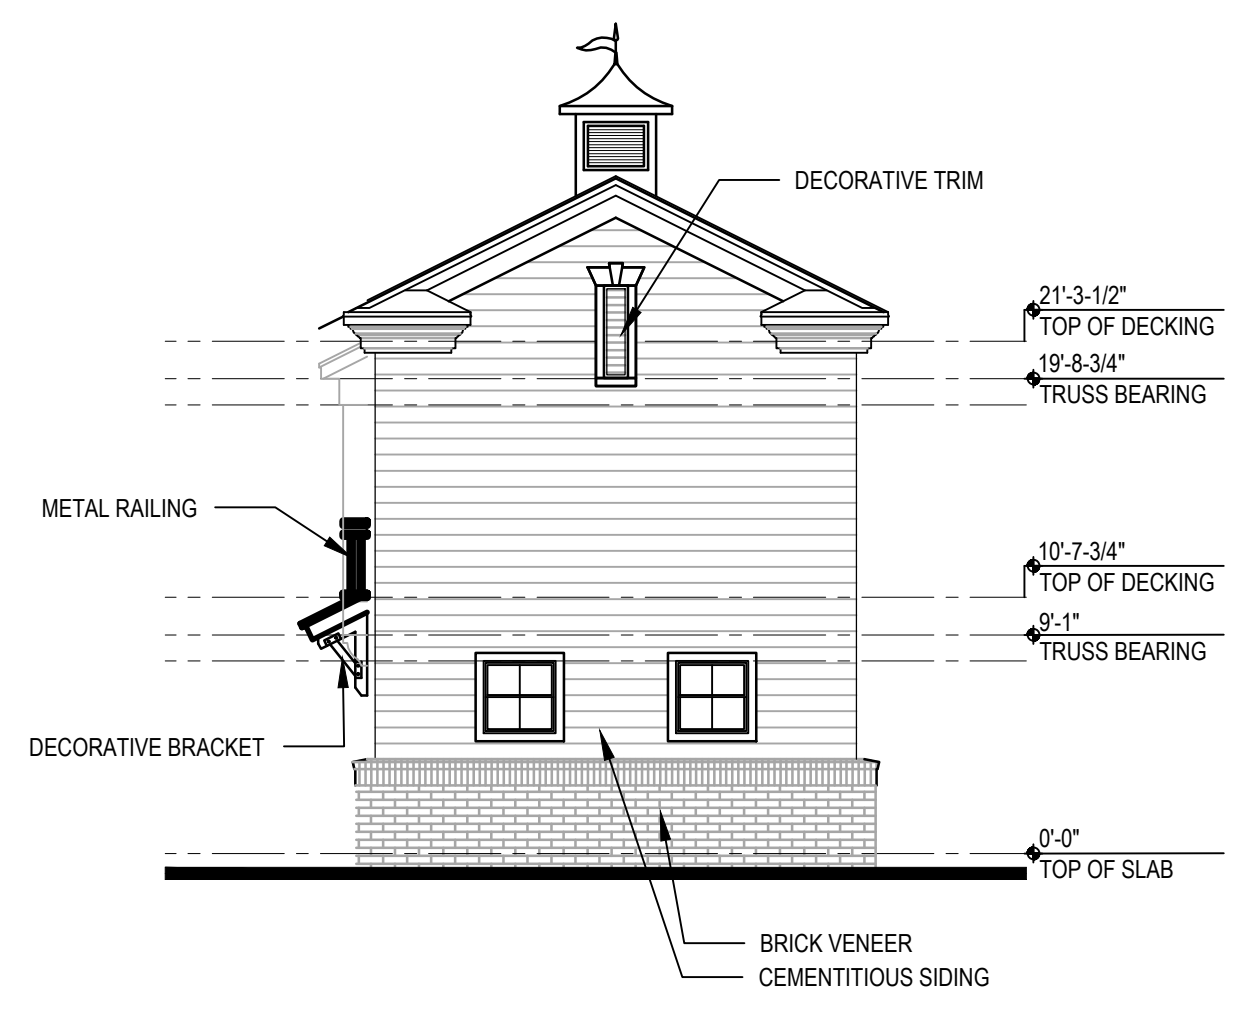 DECORATIVE TRIM
21'-3-1/2"
TOP OF DECKING
19'-8-3/4"
TRUSS BEARING
METAL RAILING
10'-7-3/4"
TOP OF DECKING
9'-1"
TRUSS BEARING
DECORATIVE BRACKET
0'-0"
TOP OF SLAB
BRICK VENEER
CEMENTITIOUS SIDING